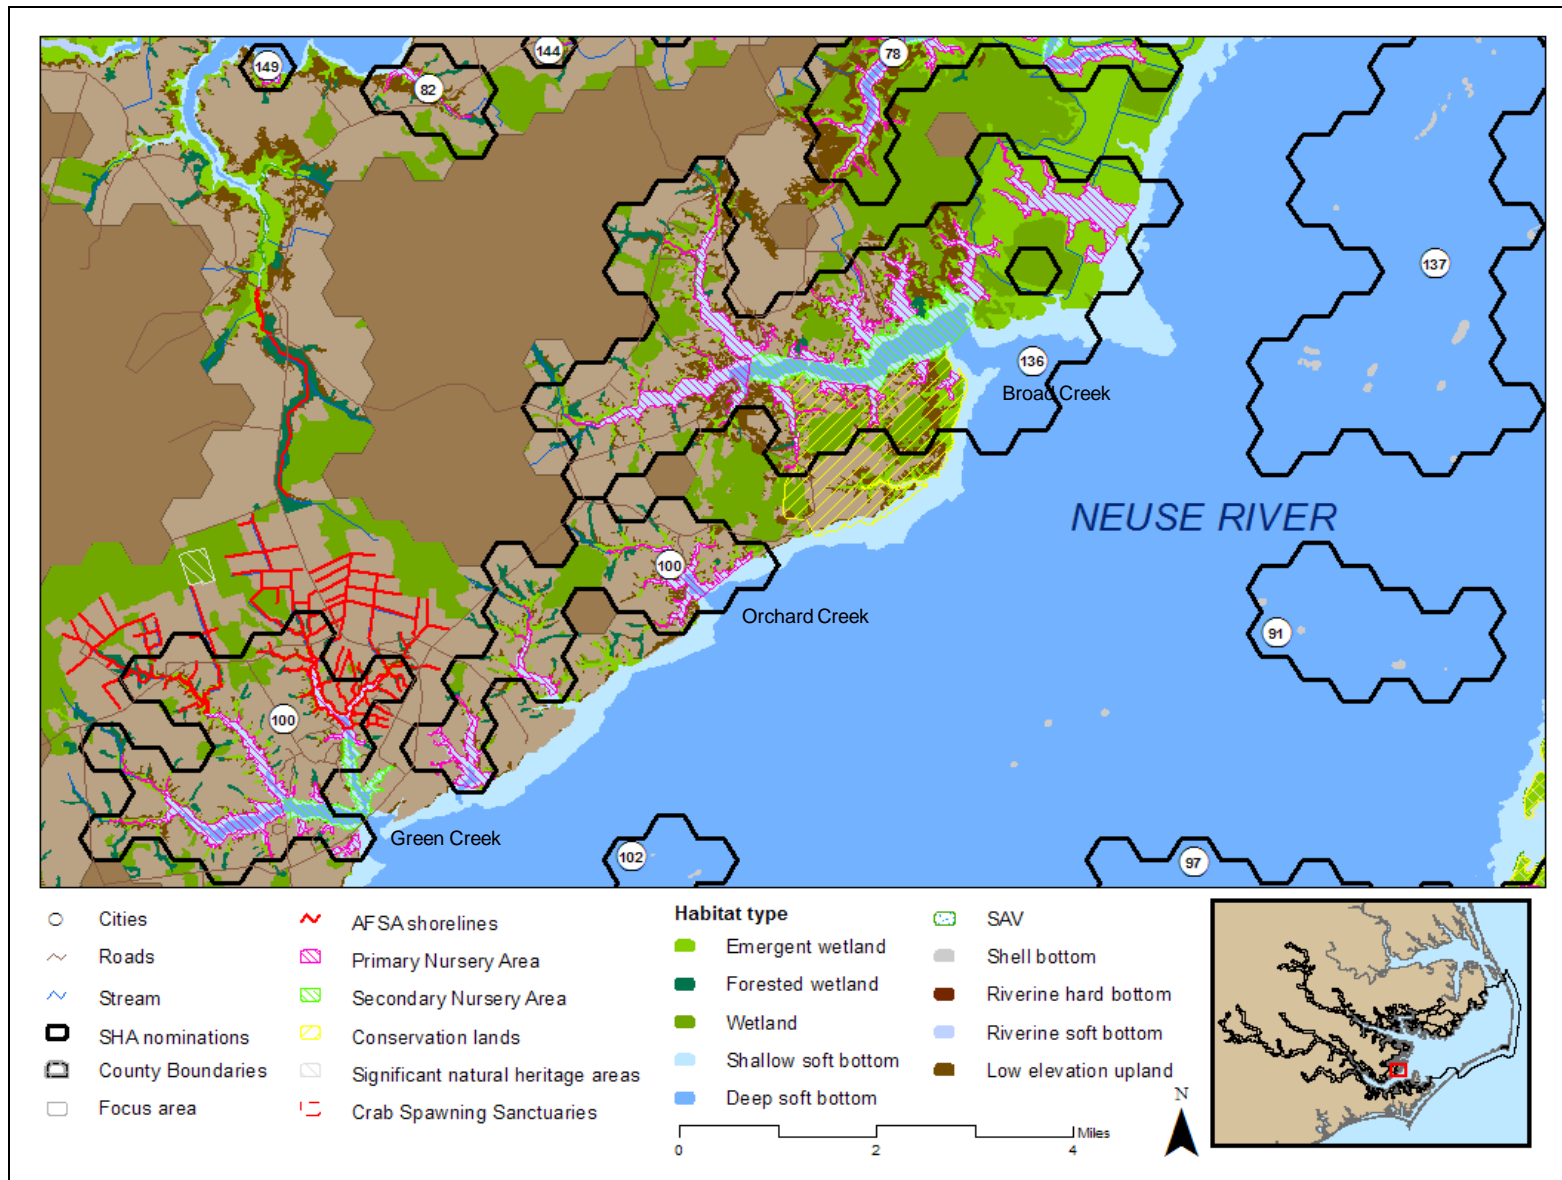 149
144
82
78
137
136
Broad Creek
NEUSE RIVER
100
Orchard Creek
91
100
Green Creek
102
97
Cities
Roads
Stream
SHA nominations
County Boundaries
Focus area
AFSA shorelines
Primary Nursery Area
Secondary Nursery Area
Conservation lands
Significant natural heritage areas
Crab Spawning Sanctuaries
Habitat type
Emergent wetland
Forested wetland
Wetland
Shallow soft bottom
Deep soft bottom
SAV
Shell bottom
Riverine hard bottom
Riverine soft bottom
Low elevation upland
Miles
0 2 4
N